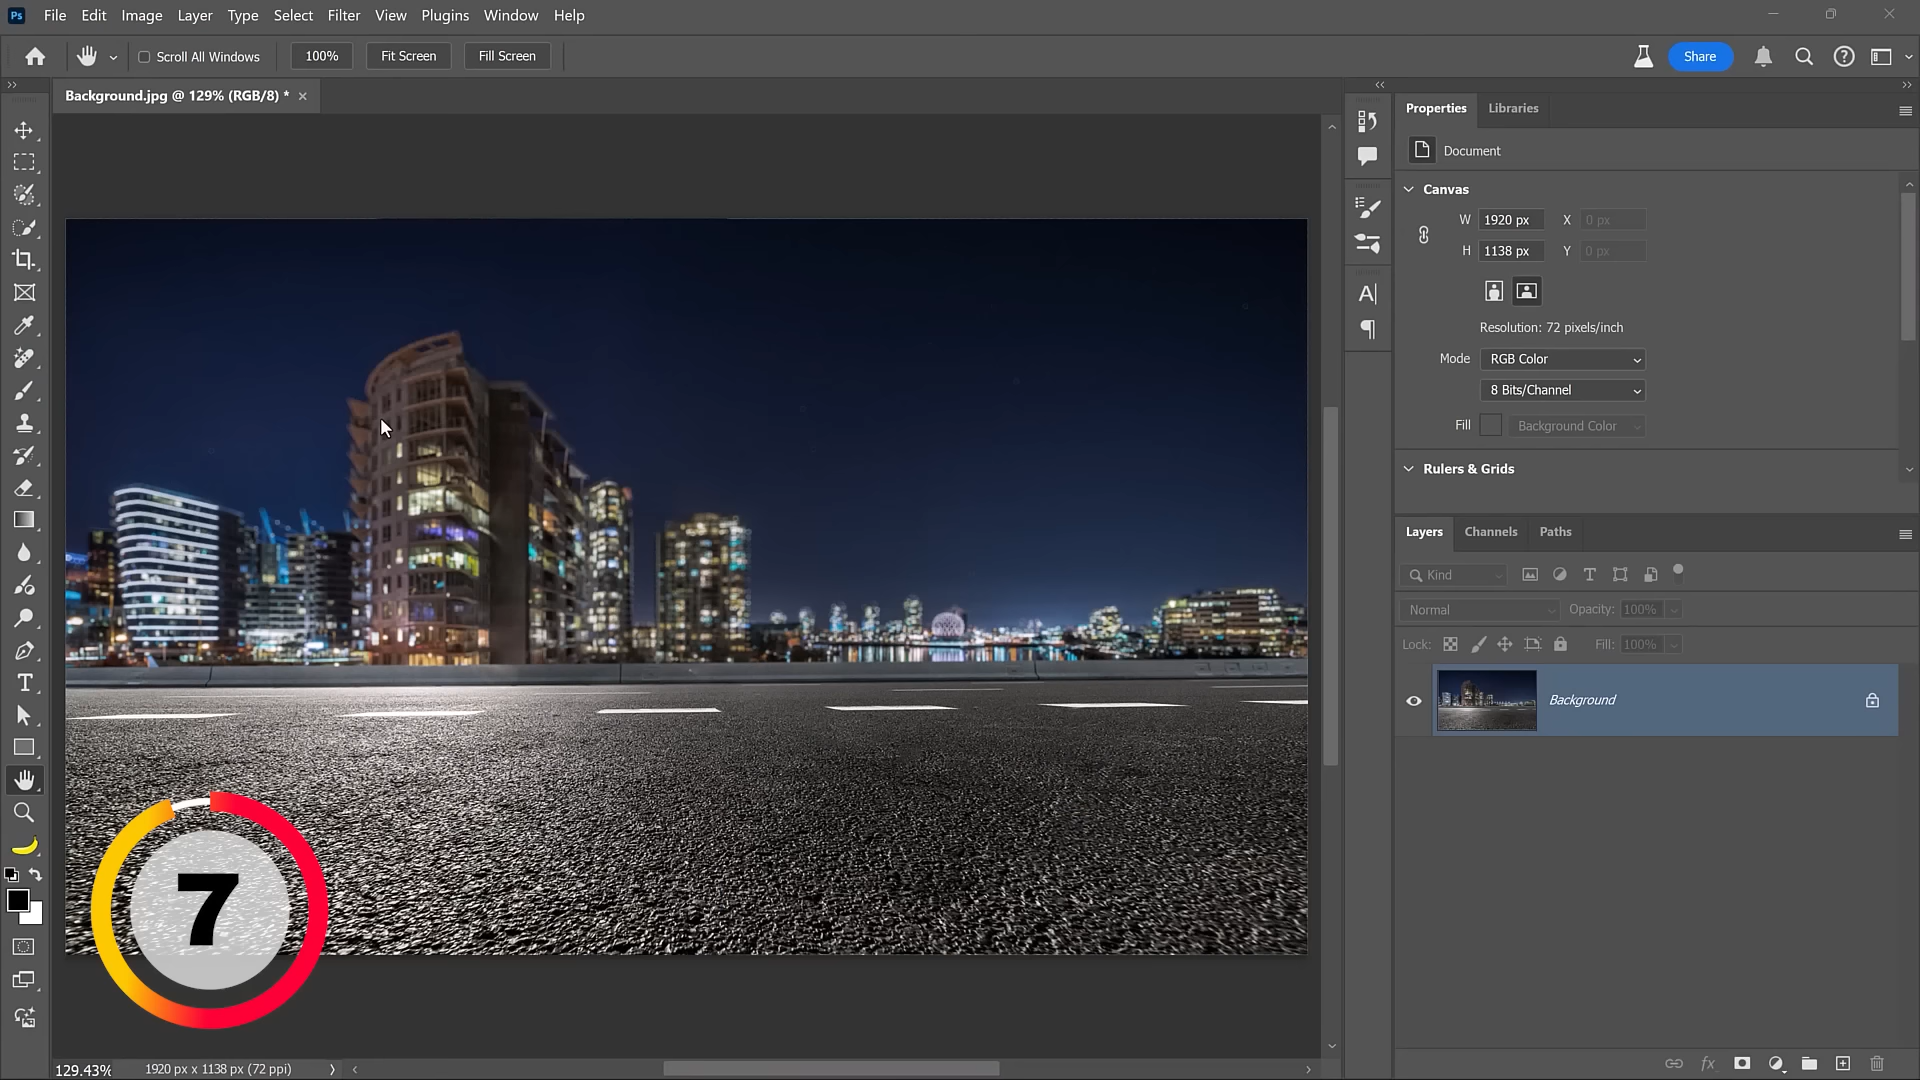 Ps File Edit Image Layer Type Select Filter View Plugins Window Help
Scroll All Windows 100% Fit Screen Fill Screen Share
Background.jpg @ 129% (RGB/8) *
Properties Libraries
Document
Canvas
W 1920 px X 0 px
H 1138 px Y 0 px
Resolution: 72 pixels/inch
Mode RGB Color
8 Bits/Channel
Fill Background Color
Rulers & Grids
Layers Channels Paths
Kind
Normal Opacity: 100%
Lock: Fill: 100%
Background
7
129.43% 1920 px x 1138 px (72 ppi)